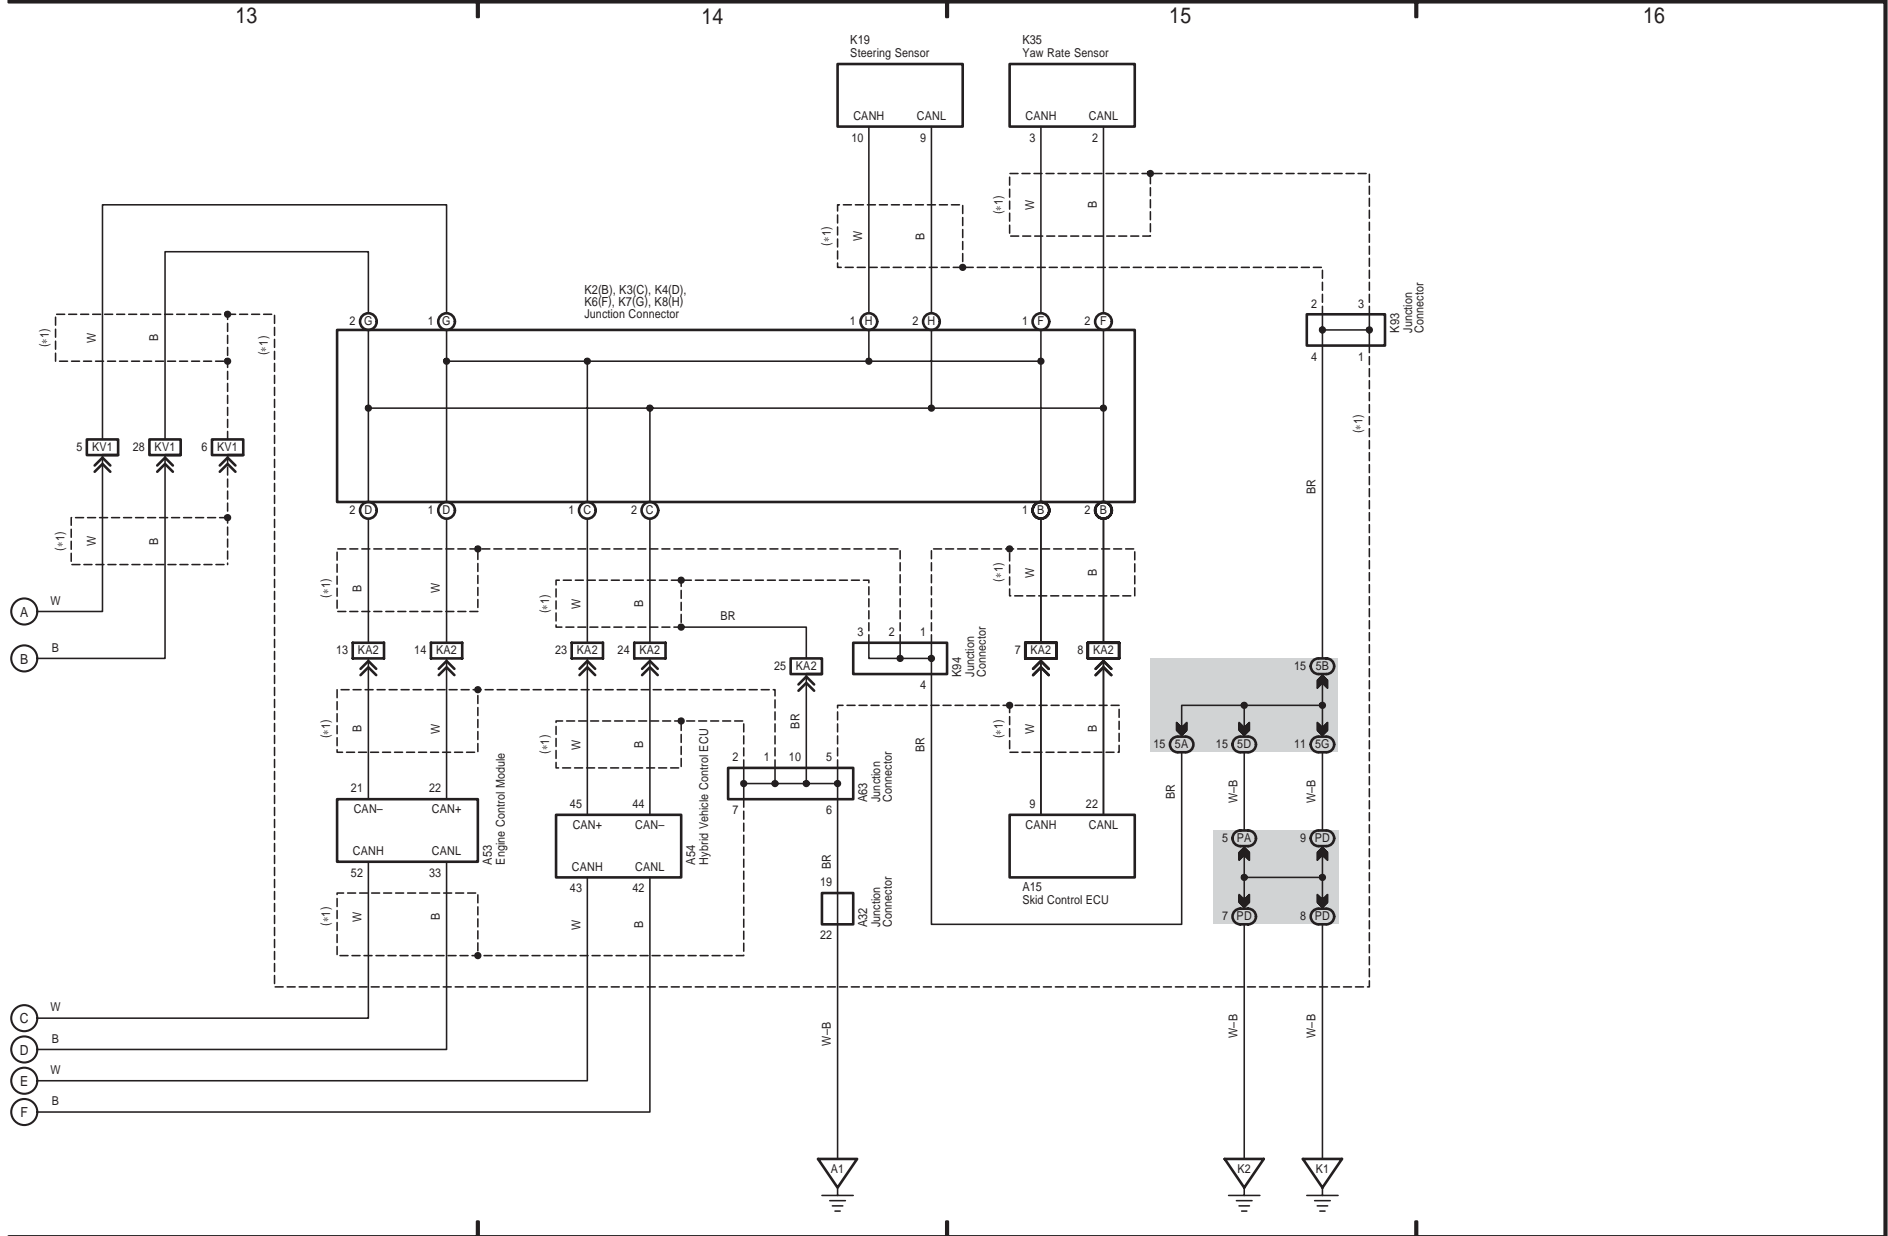 13
14
15
16
K19
Steering Sensor
K35
Yaw Rate Sensor
CANH
CANL
CANH
CANL
10
9
3
2
(*1)
W
B
(*1)
W
B
K2(B), K3(C), K4(D),
K6(F), K7(G), K8(H)
Junction Connector
2
3
K93
Junction
Connector
4
1
(*1)
W
B
(*1)
2 G
1 G
1 H
2 H
1 F
2 F
(*1)
5 KV1
28 KV1
6 KV1
BR
2 D
1 D
1 C
2 C
1 B
2 B
(*1)
W
B
(*1)
B
W
(*1)
W
B
(*1)
W
B
A
W
B
B
BR
3
2
1
K94
Junction
Connector
4
13 KA2
14 KA2
23 KA2
24 KA2
25 KA2
7 KA2
8 KA2
15 5B
(*1)
B
W
(*1)
W
B
BR
BR
(*1)
W
B
15 5A
15 5D
11 5G
2
1
10
5
A63
Junction
Connector
7
6
BR
W–B
W–B
21
22
CAN–
CAN+
CANH
CANL
52
33
A53
Engine Control Module
45
44
CAN+
CAN–
CANH
CANL
43
42
A54
Hybrid Vehicle Control ECU
9
22
CANH
CANL
A15
Skid Control ECU
5 PA
9 PD
7 PD
8 PD
BR
19
A32
Junction
Connector
22
(*1)
W
B
W
B
C
W
D
B
E
W
F
B
W–B
W–B
W–B
A1
K2
K1